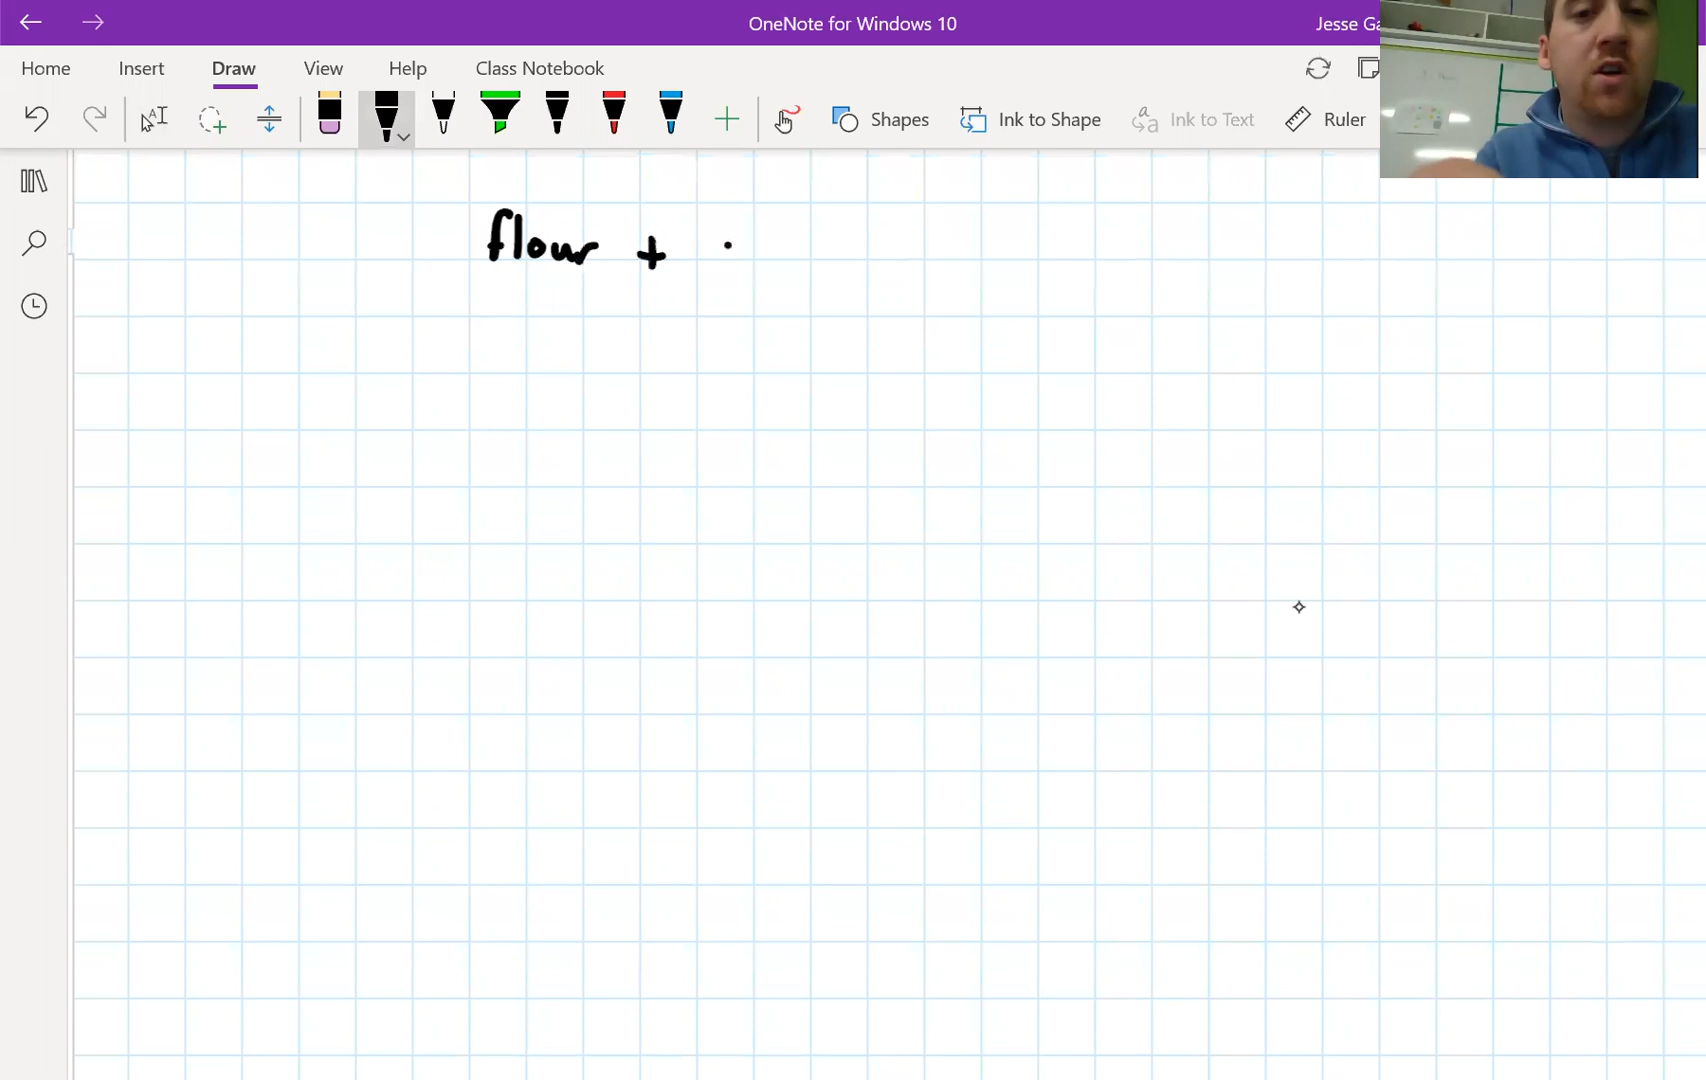 OneNote for Windows 10
Jesse Ga
Home Insert Draw View Help Class Notebook
Shapes Ink to Shape Ink to Text Ruler
flour + .